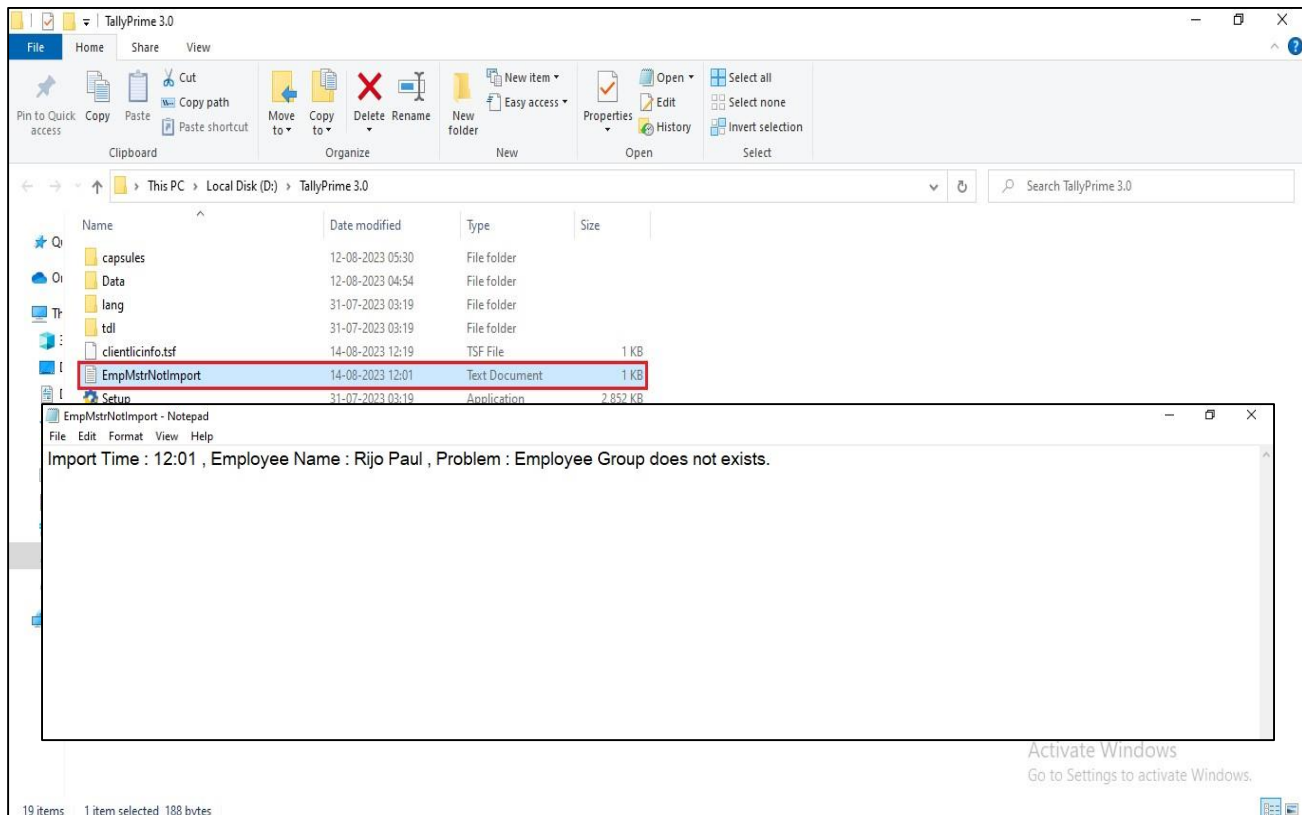 TallyPrime 3.0
File Home Share View
Pin to Quick access
Copy
Paste
Cut
Copy path
Paste shortcut
Move to
Copy to
Delete
Rename
New folder
New item
Easy access
Properties
Open
Edit
History
Select all
Select none
Invert selection
Clipboard Organize New Open Select
This PC > Local Disk (D:) > TallyPrime 3.0
Search TallyPrime 3.0
Name Date modified Type Size
capsules 12-08-2023 05:30 File folder
Data 12-08-2023 04:54 File folder
lang 31-07-2023 03:19 File folder
tdl 31-07-2023 03:19 File folder
clientlicinfo.tsf 14-08-2023 12:19 TSF File 1 KB
EmpMstrNotImport 14-08-2023 12:01 Text Document 1 KB
Setup 31-07-2023 03:19 Application 2,852 KB
EmpMstrNotImport - Notepad
File Edit Format View Help
Import Time : 12:01 , Employee Name : Rijo Paul , Problem : Employee Group does not exists.
Activate Windows
Go to Settings to activate Windows.
19 items 1 item selected 188 bytes